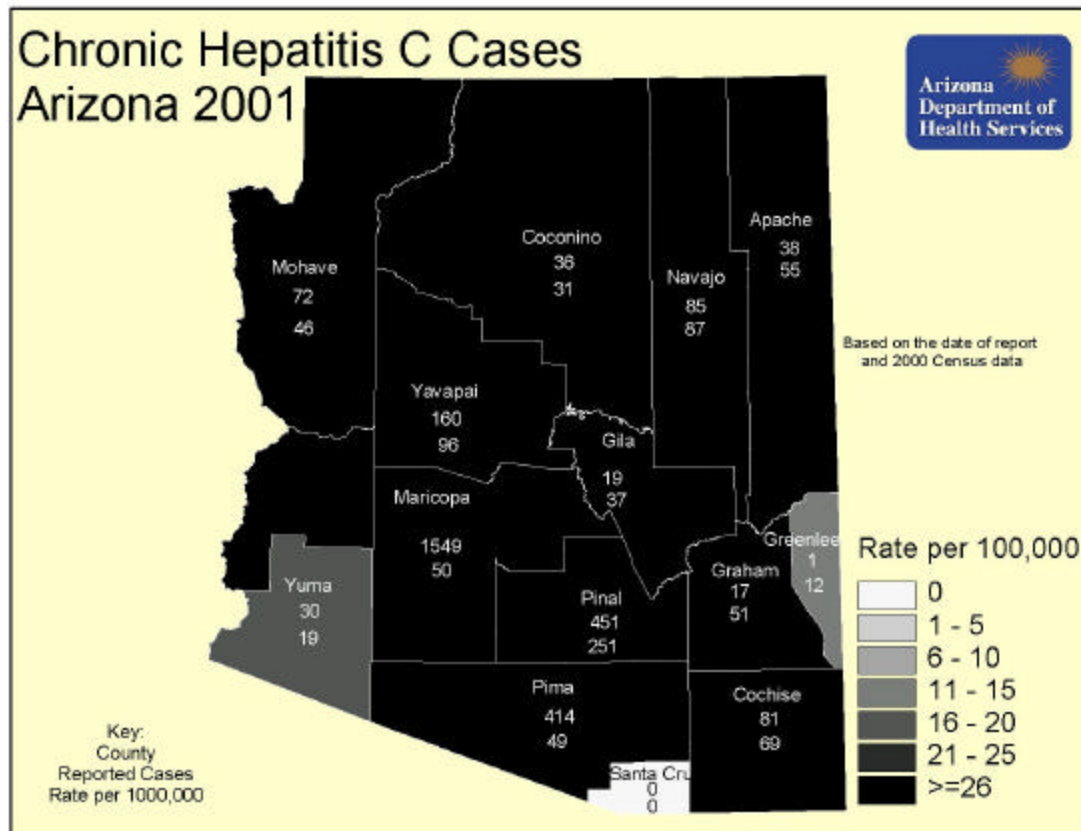 Chronic Hepatitis C Cases
Arizona 2001
Arizona
Department of
Health Services
Mohave
72
46
Coconino
36
31
Navajo
85
87
Apache
38
55
Based on the date of report
and 2000 Census data
Yavapai
160
96
Gila
19
37
Maricopa
1549
50
Yuma
30
19
Pinal
451
251
Graham
17
51
Greenlee
1
12
Pima
414
49
Cochise
81
69
Santa Cru
0
0
Key:
County
Reported Cases
Rate per 1000,000
Rate per 100,000
0
1 - 5
6 - 10
11 - 15
16 - 20
21 - 25
>=26